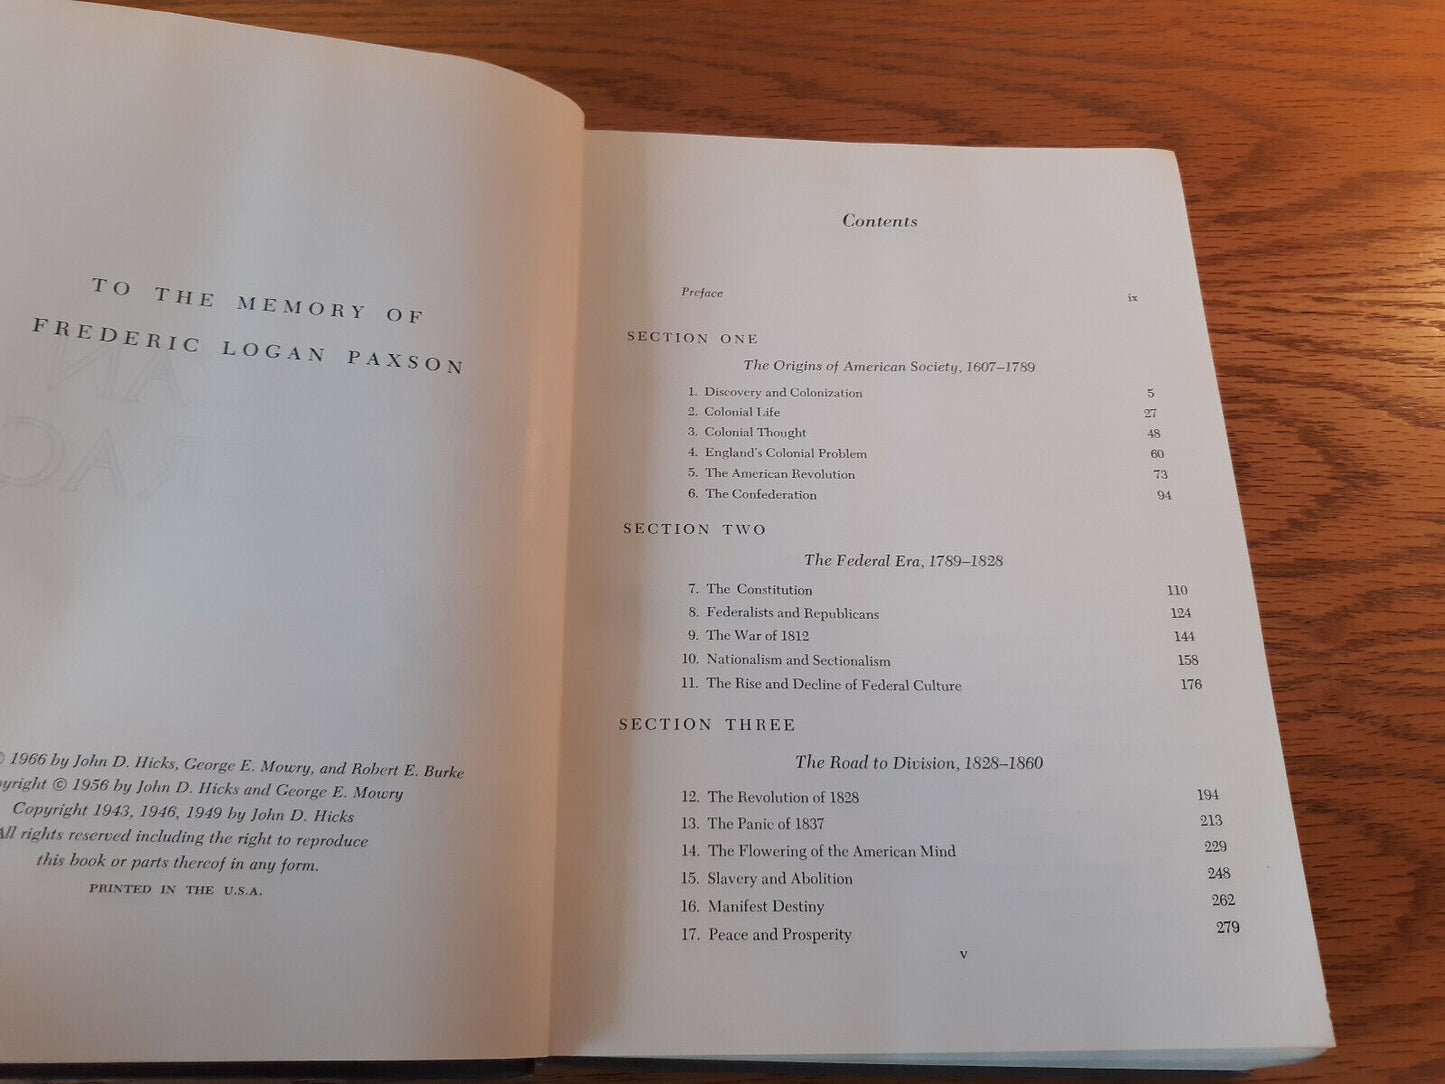 TO THE MEMORY OF
FREDERIC LOGAN PAXSON
© 1966 by John D. Hicks, George E. Mowry, and Robert E. Burke
© 1956 by John D. Hicks and George E. Mowry
Copyright 1943, 1946, 1949 by John D. Hicks
All rights reserved including the right to reproduce
this book or parts thereof in any form.
PRINTED IN THE U.S.A.
Contents
Preface ix
SECTION ONE
The Origins of American Society, 1607–1789
1. Discovery and Colonization 5
2. Colonial Life 27
3. Colonial Thought 48
4. England's Colonial Problem 60
5. The American Revolution 73
6. The Confederation 94
SECTION TWO
The Federal Era, 1789–1828
7. The Constitution 110
8. Federalists and Republicans 124
9. The War of 1812 144
10. Nationalism and Sectionalism 158
11. The Rise and Decline of Federal Culture 176
SECTION THREE
The Road to Division, 1828–1860
12. The Revolution of 1828 194
13. The Panic of 1837 213
14. The Flowering of the American Mind 229
15. Slavery and Abolition 248
16. Manifest Destiny 262
17. Peace and Prosperity 279
v